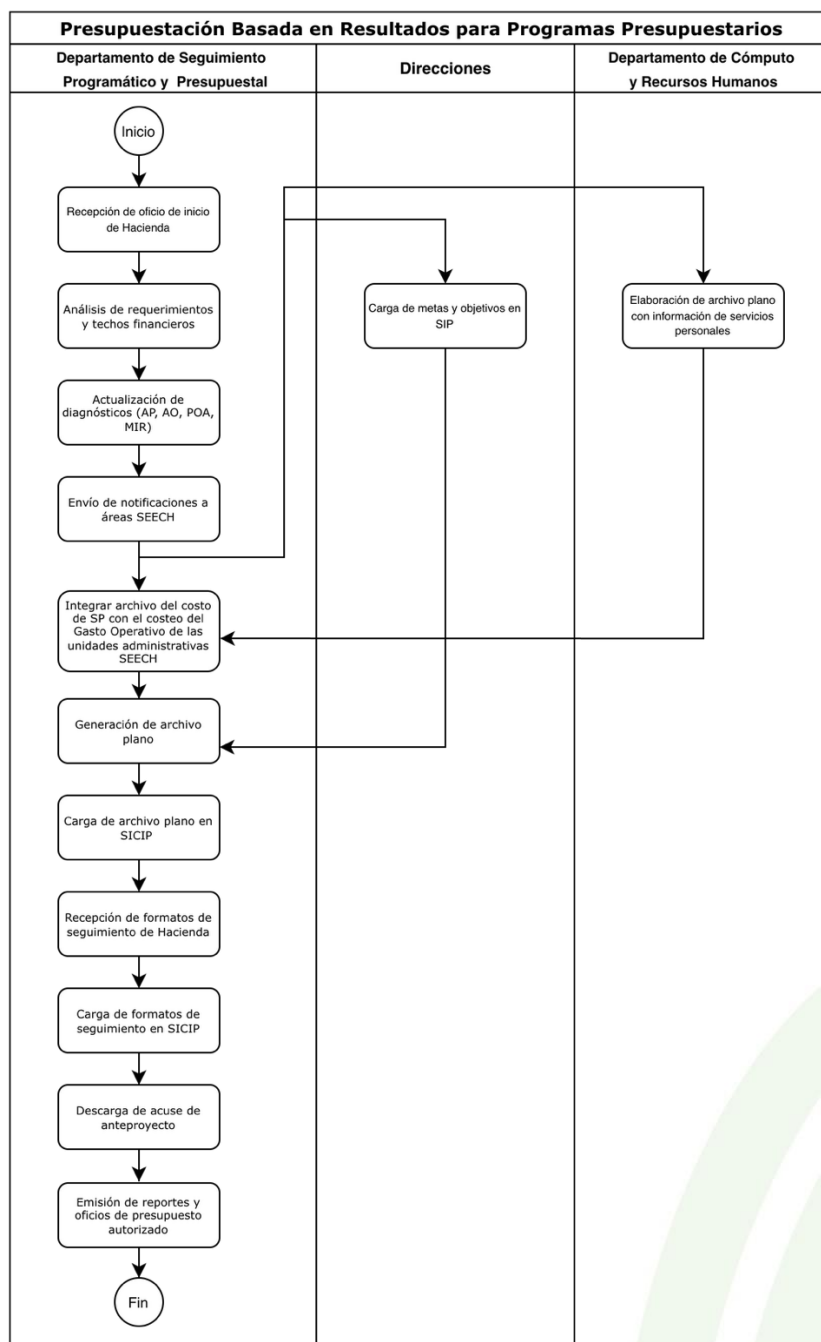 Presupuestación Basada en Resultados para Programas Presupuestarios
Departamento de Seguimiento
Programático y Presupuestal
Direcciones
Departamento de Cómputo
y Recursos Humanos
Inicio
Recepción de oficio de inicio
de Hacienda
Análisis de requerimientos
y techos financieros
Carga de metas y objetivos en
SIP
Elaboración de archivo plano
con información de servicios
personales
Actualización de
diagnósticos (AP, AO, POA,
MIR)
Envío de notificaciones a
áreas SEECH
Integrar archivo del costo
de SP con el costeo del
Gasto Operativo de las
unidades administrativas
SEECH
Generación de archivo
plano
Carga de archivo plano en
SICIP
Recepción de formatos de
seguimiento de Hacienda
Carga de formatos de
seguimiento en SICIP
Descarga de acuse de
anteproyecto
Emisión de reportes y
oficios de presupuesto
autorizado
Fin